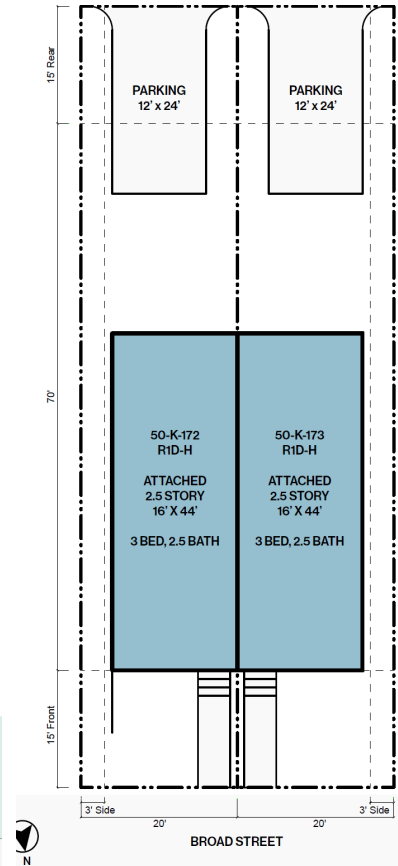 15' Rear
PARKING
12' x 24'
PARKING
12' x 24'
70'
50-K-172
R1D-H
ATTACHED
2.5 STORY
16' X 44'
3 BED, 2.5 BATH
50-K-173
R1D-H
ATTACHED
2.5 STORY
16' X 44'
3 BED, 2.5 BATH
15' Front
3' Side
3' Side
20'
20'
BROAD STREET
N